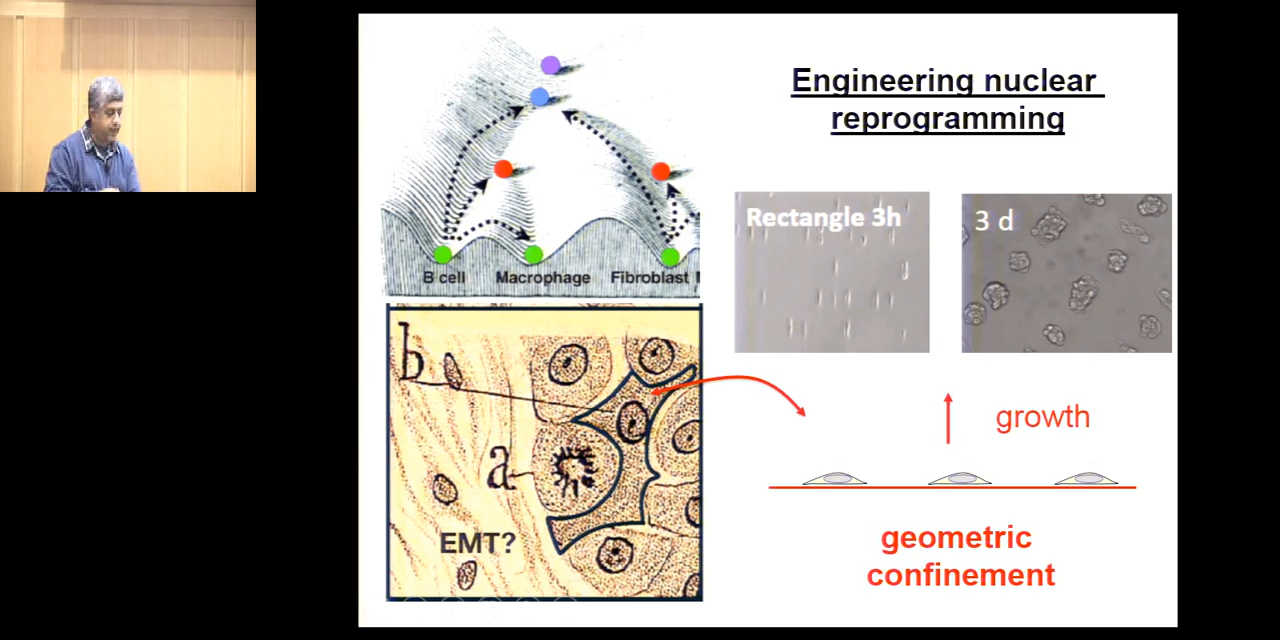 Engineering nuclear
reprogramming
B cell Macrophage Fibroblast
Rectangle 3h
3 d
b
a
EMT?
growth
geometric
confinement